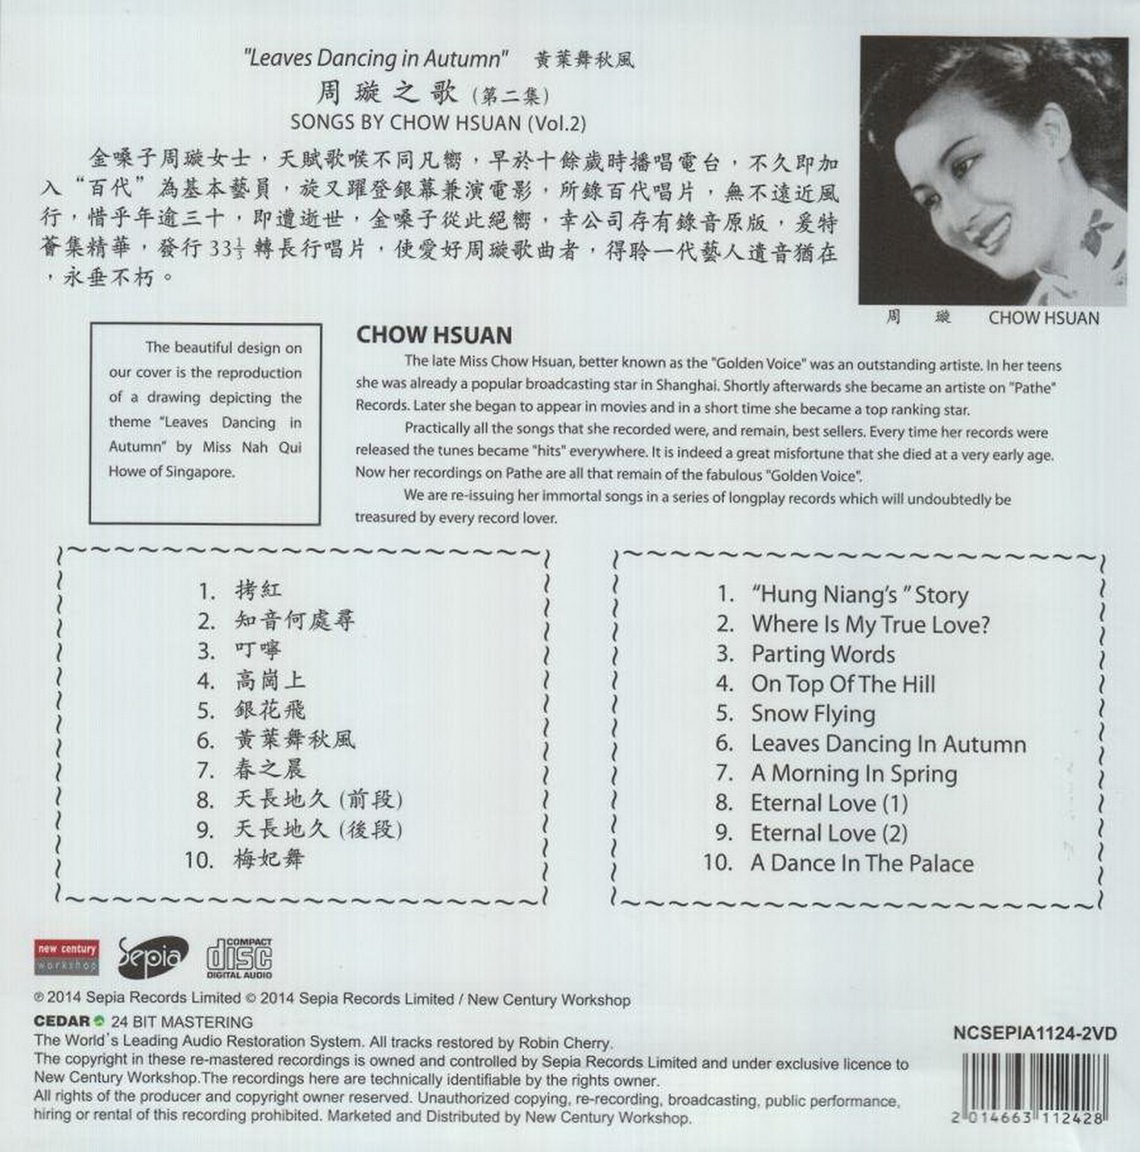 "Leaves Dancing in Autumn" 黃葉舞秋風
周璇之歌 (第二集)
SONGS BY CHOW HSUAN (Vol.2)
金嗓子周璇女士，天賦歌喉不同凡嚮，早於十餘歲時播唱電台，不久即加
入“百代”為基本藝員，旋又躍登銀幕兼演電影，所錄百代唱片，無不遠近風
行，惜乎年逾三十，即遭逝世，金嗓子從此絕嚮，幸公司存有錄音原版，爰特
薈集精華，發行 33⅓ 轉長行唱片，使愛好周璇歌曲者，得聆一代藝人遺音猶在
，永垂不朽。
周 璇 CHOW HSUAN
The beautiful design on
our cover is the reproduction
of a drawing depicting the
theme “Leaves Dancing in
Autumn” by Miss Nah Qui
Howe of Singapore.
CHOW HSUAN
The late Miss Chow Hsuan, better known as the "Golden Voice" was an outstanding artiste. In her teens
she was already a popular broadcasting star in Shanghai. Shortly afterwards she became an artiste on "Pathe"
Records. Later she began to appear in movies and in a short time she became a top ranking star.
Practically all the songs that she recorded were, and remain, best sellers. Every time her records were
released the tunes became "hits" everywhere. It is indeed a great misfortune that she died at a very early age.
Now her recordings on Pathe are all that remain of the fabulous "Golden Voice".
We are re-issuing her immortal songs in a series of longplay records which will undoubtedly be
treasured by every record lover.
1. 拷紅
2. 知音何處尋
3. 叮嚀
4. 高崗上
5. 銀花飛
6. 黃葉舞秋風
7. 春之晨
8. 天長地久 (前段)
9. 天長地久 (後段)
10. 梅妃舞
1. “Hung Niang's ” Story
2. Where Is My True Love?
3. Parting Words
4. On Top Of The Hill
5. Snow Flying
6. Leaves Dancing In Autumn
7. A Morning In Spring
8. Eternal Love (1)
9. Eternal Love (2)
10. A Dance In The Palace
new century
workshop
Sepia
COMPACT
disc
DIGITAL AUDIO
℗ 2014 Sepia Records Limited © 2014 Sepia Records Limited / New Century Workshop
CEDAR 24 BIT MASTERING
The World's Leading Audio Restoration System. All tracks restored by Robin Cherry.
The copyright in these re-mastered recordings is owned and controlled by Sepia Records Limited and under exclusive licence to
New Century Workshop.The recordings here are technically identifiable by the rights owner.
All rights of the producer and copyright owner reserved. Unauthorized copying, re-recording, broadcasting, public performance,
hiring or rental of this recording prohibited. Marketed and Distributed by New Century Workshop.
NCSEPIA1124-2VD
2 014663 112428